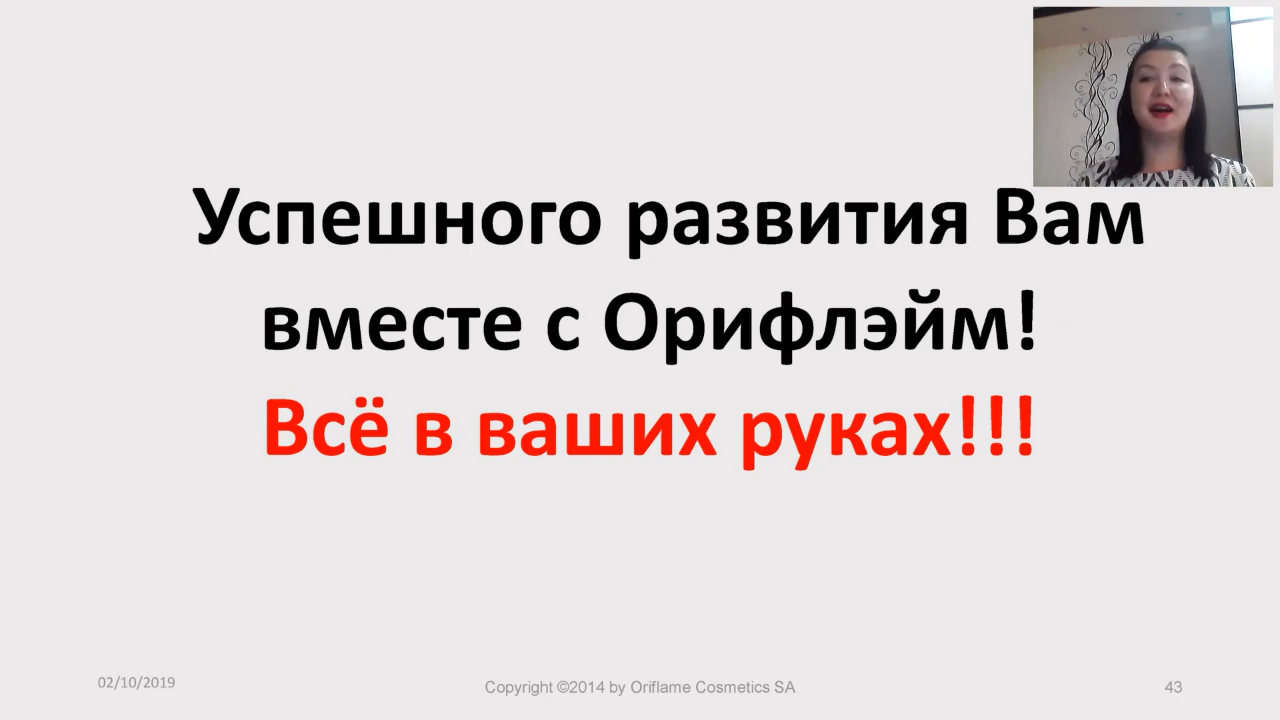 Успешного развития Вам
вместе с Орифлэйм!
Всё в ваших руках!!!
02/10/2019
Copyright ©2014 by Oriflame Cosmetics SA
43